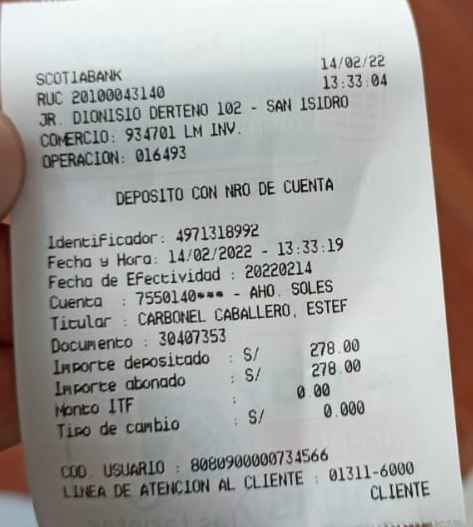 SCOTIABANK 14/02/22
RUC 20100043140 13:33:04
JR. DIONISIO DERTENO 102 - SAN ISIDRO
COMERCIO: 934701 LM INV.
OPERACION: 016493
DEPOSITO CON NRO DE CUENTA
Identificador: 4971318992
Fecha y Hora: 14/02/2022 - 13:33:19
Fecha de Efectividad : 20220214
Cuenta : 7550140*** - AHO. SOLES
Titular : CARBONEL CABALLERO, ESTEF
Documento : 30407353
Importe depositado : S/ 278.00
Importe abonado : S/ 278.00
Monto ITF : 0.00
Tipo de cambio : S/ 0.000
COD. USUARIO : 8080900000734566
LINEA DE ATENCION AL CLIENTE : 01311-6000
CLIENTE